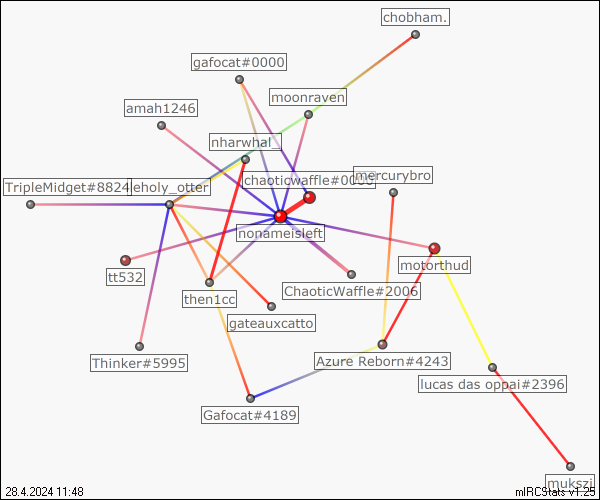 chobham.
gafocat#0000
moonraven
amah1246
nharwhal_
chaoticwaffle#0000
mercurybro
TripleMidget#8824
eholy_otter
nonameisleft
motorthud
tt532
ChaoticWaffle#2006
then1cc
gateauxcatto
Thinker#5995
Azure Reborn#4243
lucas das oppai#2396
Gafocat#4189
mukszi
28.4.2024 11:48
mIRCStats v1.25